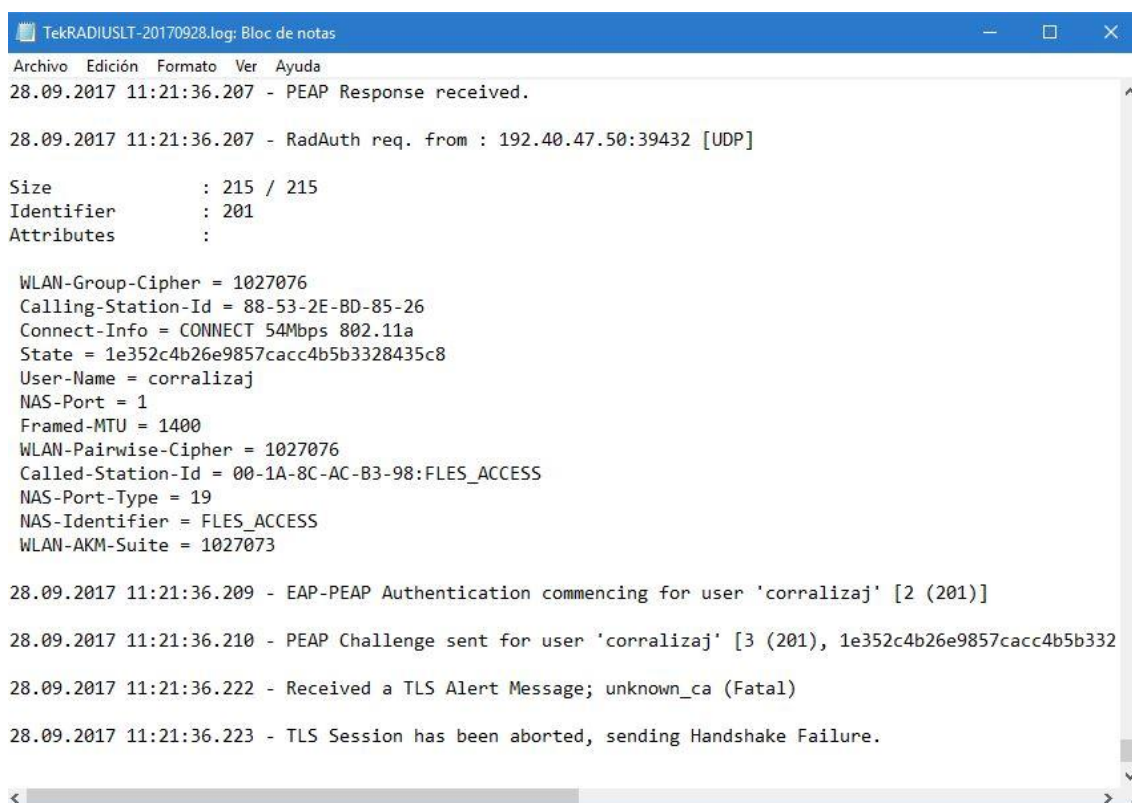 TekRADIUSLT-20170928.log: Bloc de notas
Archivo Edición Formato Ver Ayuda
28.09.2017 11:21:36.207 - PEAP Response received.
28.09.2017 11:21:36.207 - RadAuth req. from : 192.40.47.50:39432 [UDP]
Size : 215 / 215
Identifier : 201
Attributes :
WLAN-Group-Cipher = 1027076
Calling-Station-Id = 88-53-2E-BD-85-26
Connect-Info = CONNECT 54Mbps 802.11a
State = 1e352c4b26e9857cacc4b5b3328435c8
User-Name = corralizaj
NAS-Port = 1
Framed-MTU = 1400
WLAN-Pairwise-Cipher = 1027076
Called-Station-Id = 00-1A-8C-AC-B3-98:FLES_ACCESS
NAS-Port-Type = 19
NAS-Identifier = FLES_ACCESS
WLAN-AKM-Suite = 1027073
28.09.2017 11:21:36.209 - EAP-PEAP Authentication commencing for user 'corralizaj' [2 (201)]
28.09.2017 11:21:36.210 - PEAP Challenge sent for user 'corralizaj' [3 (201), 1e352c4b26e9857cacc4b5b332
28.09.2017 11:21:36.222 - Received a TLS Alert Message; unknown_ca (Fatal)
28.09.2017 11:21:36.223 - TLS Session has been aborted, sending Handshake Failure.